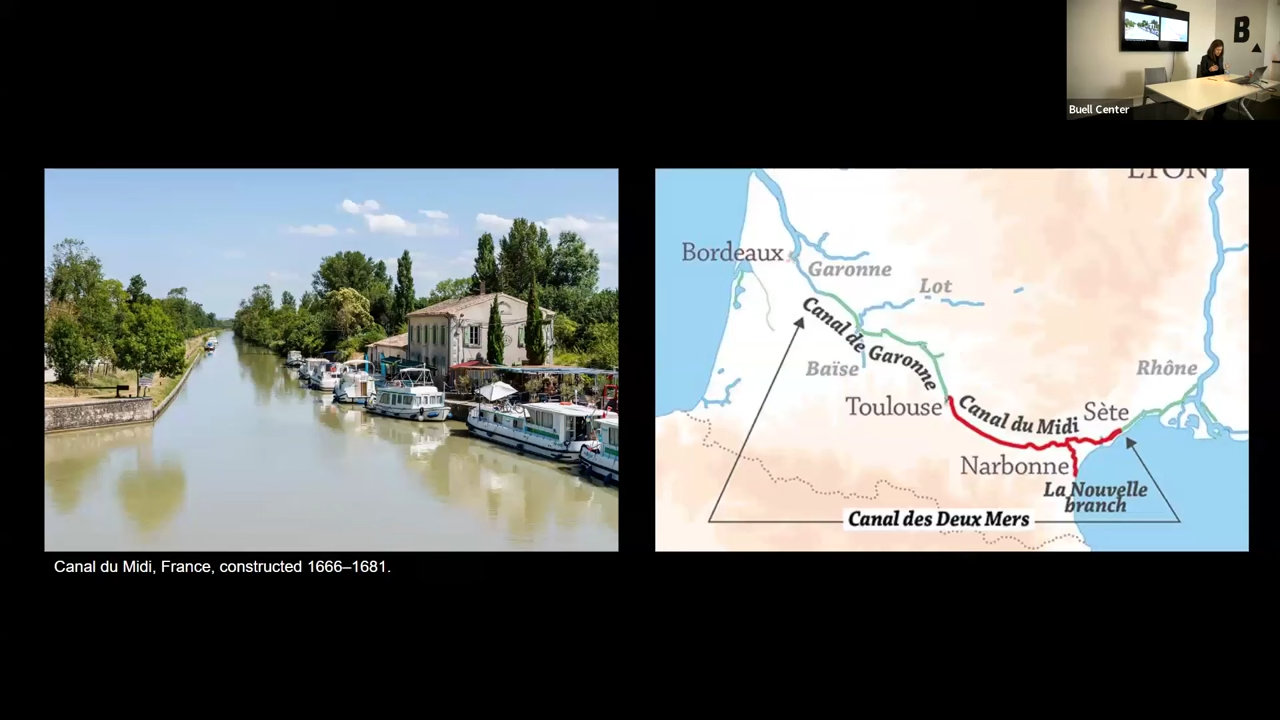 B.
Buell Center
LYON
Bordeaux
Garonne
Lot
Canal de Garonne
Baïse
Rhône
Toulouse
Canal du Midi
Sète
Narbonne
La Nouvelle
branch
Canal des Deux Mers
Canal du Midi, France, constructed 1666–1681.